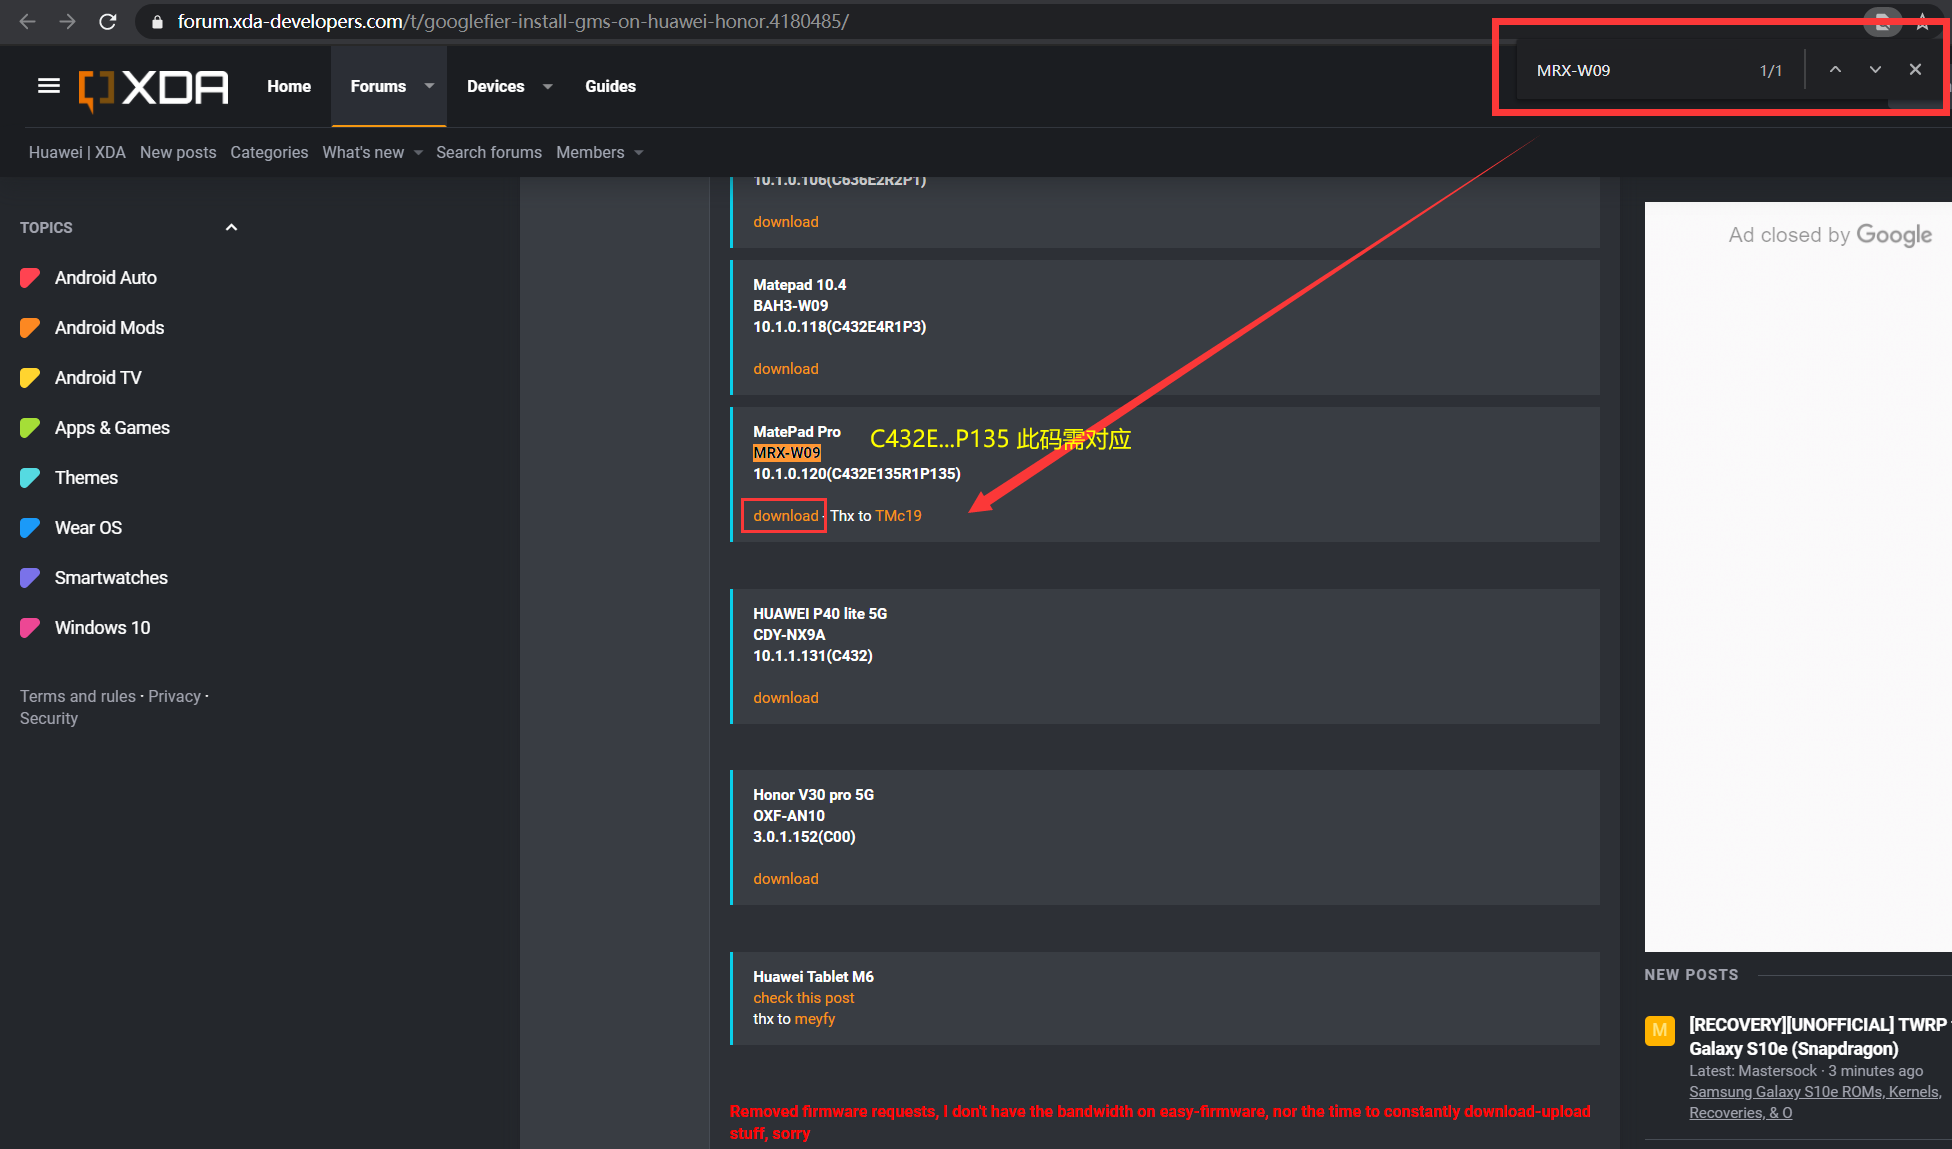 forum.xda-developers.com/t/googlefier-install-gms-on-huawei-honor.4180485/
MRX-W09 1/1
XDA
Home Forums Devices Guides
Huawei | XDA New posts Categories What's new Search forums Members
TOPICS
Android Auto
Android Mods
Android TV
Apps & Games
Themes
Wear OS
Smartwatches
Windows 10
Terms and rules · Privacy ·
Security
10.1.0.106(C636E2R2P1)
download
Matepad 10.4
BAH3-W09
10.1.0.118(C432E4R1P3)
download
MatePad Pro
C432E...P135 此码需对应
MRX-W09
10.1.0.120(C432E135R1P135)
download - Thx to TMc19
HUAWEI P40 lite 5G
CDY-NX9A
10.1.1.131(C432)
download
Honor V30 pro 5G
OXF-AN10
3.0.1.152(C00)
download
Huawei Tablet M6
check this post
thx to meyfy
Removed firmware requests, I don't have the bandwidth on easy-firmware, nor the time to constantly download-upload
stuff, sorry
Ad closed by Google
NEW POSTS
M
[RECOVERY][UNOFFICIAL] TWRP
Galaxy S10e (Snapdragon)
Latest: Mastersock · 3 minutes ago
Samsung Galaxy S10e ROMs, Kernels,
Recoveries, & O